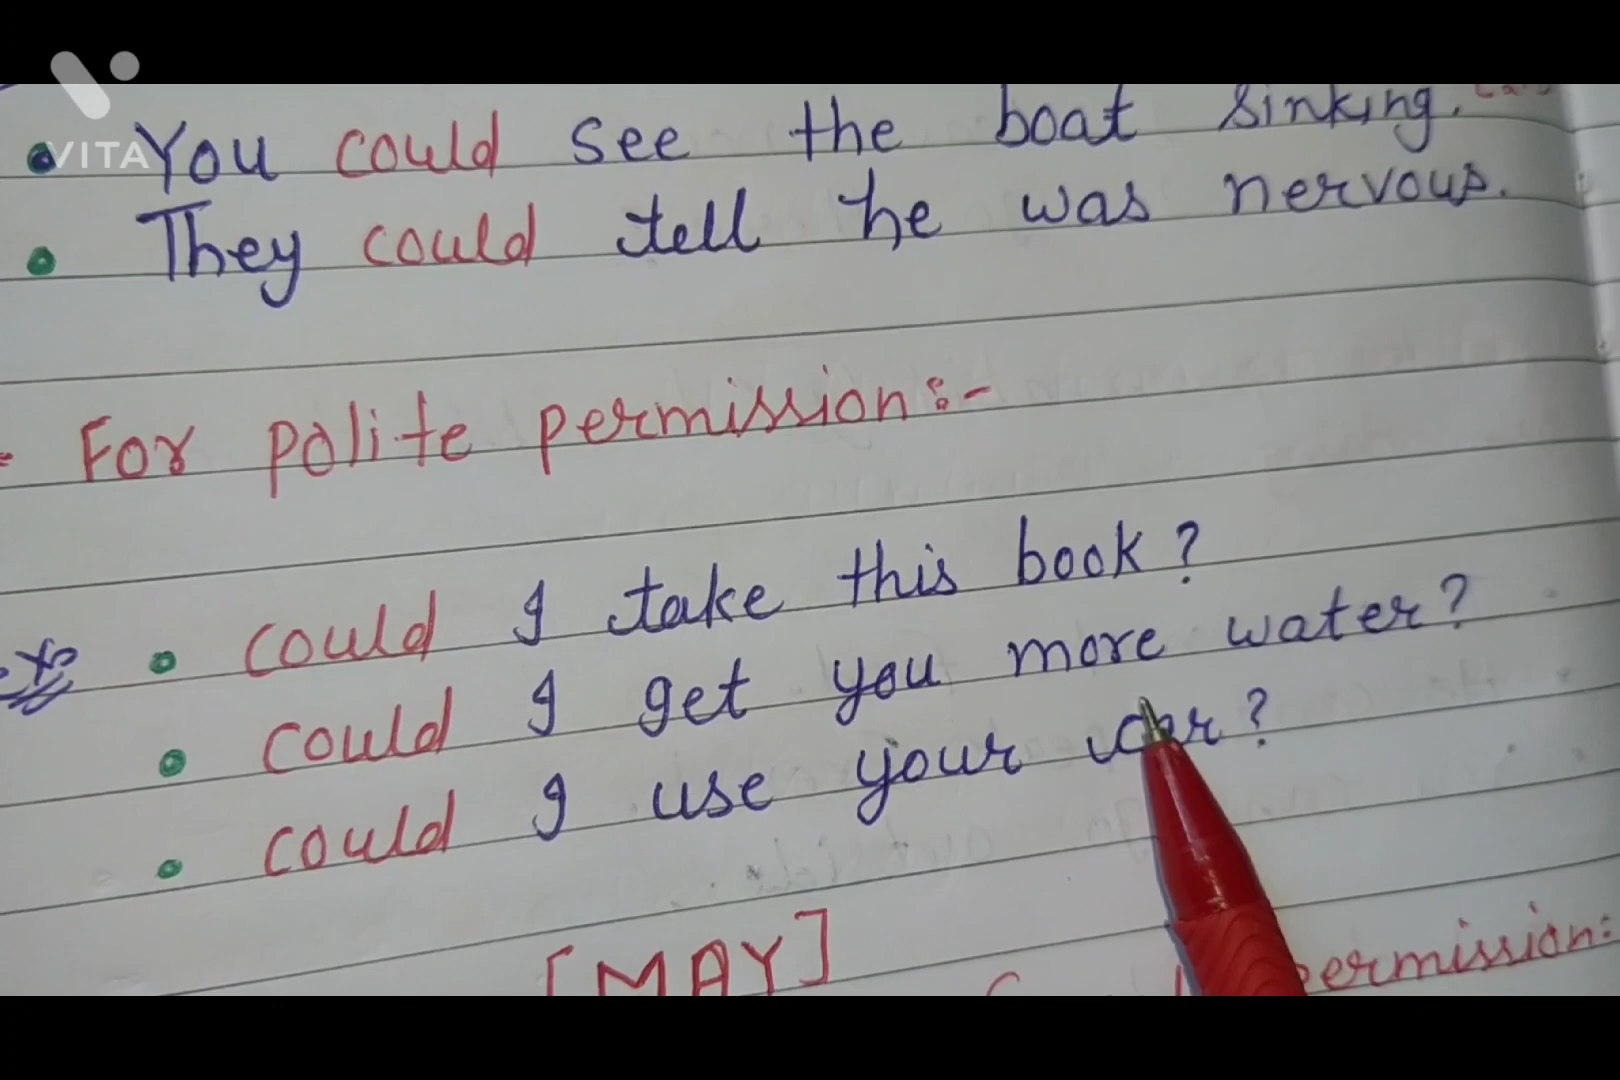 VITA
You could see the boat sinking.
They could tell he was nervous.
For polite permission:-
could I take this book?
could I get you more water?
could I use your car?
[MAY]
permission: